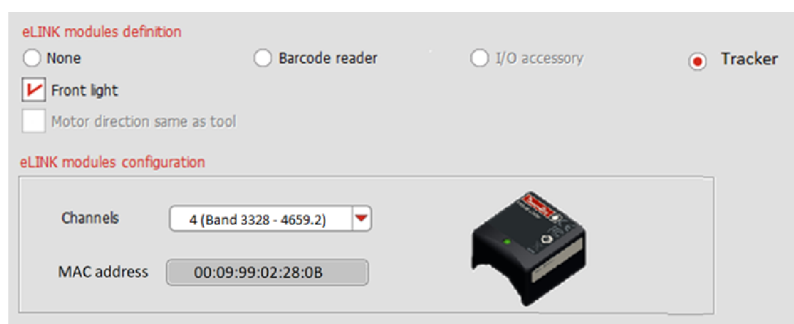 eLINK modules definition
None Barcode reader I/O accessory Tracker
Front light
Motor direction same as tool
eLINK modules configuration
Channels 4 (Band 3328 - 4659.2)
MAC address 00:09:99:02:28:0B